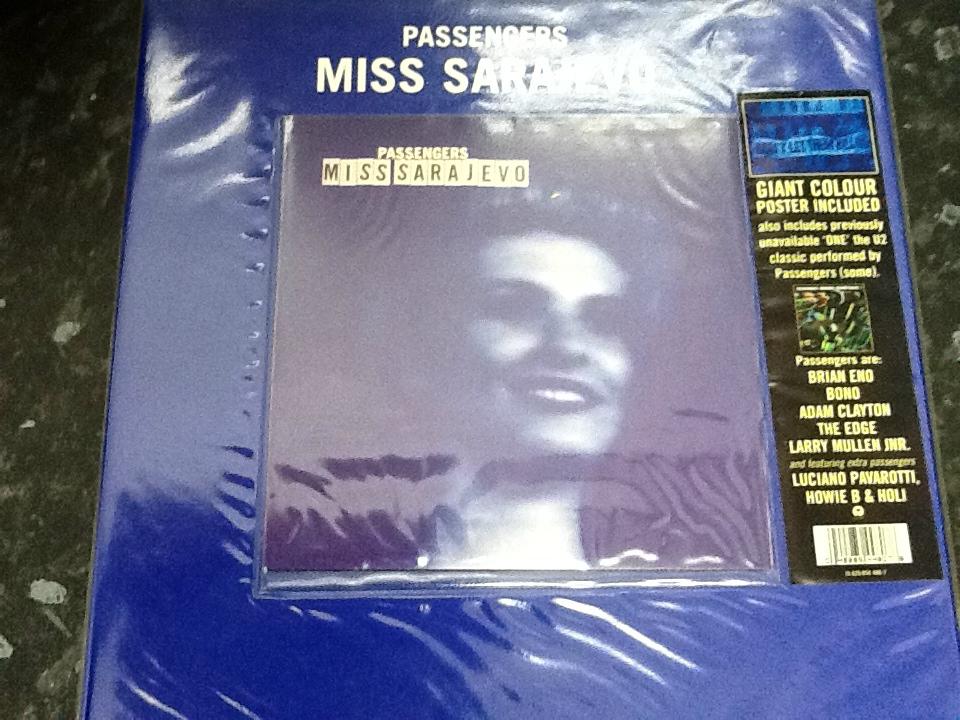 PASSENGERS
MISS SARAJEVO
PASSENGERS
MISS SARAJEVO
GIANT COLOUR
POSTER INCLUDED
also includes previously
unavailable 'ONE' the U2
classic performed by
Passengers (some).
Passengers are:
BRIAN ENO
BONO
ADAM CLAYTON
THE EDGE
LARRY MULLEN JNR.
and featuring extra passengers
LUCIANO PAVAROTTI,
HOWIE B & HOLI